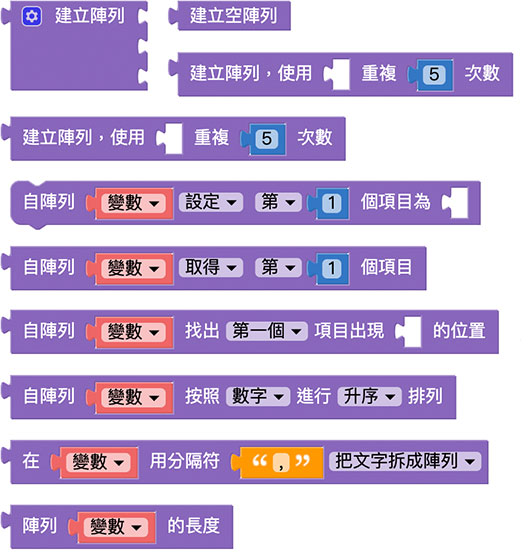 建立陣列
建立空陣列
建立陣列，使用 重複 5 次數
建立陣列，使用 重複 5 次數
自陣列 變數 設定 第 1 個項目為
自陣列 變數 取得 第 1 個項目
自陣列 變數 找出 第一個 項目出現 的位置
自陣列 變數 按照 數字 進行 升序 排列
在 變數 用分隔符 “ , ” 把文字拆成陣列
陣列 變數 的長度